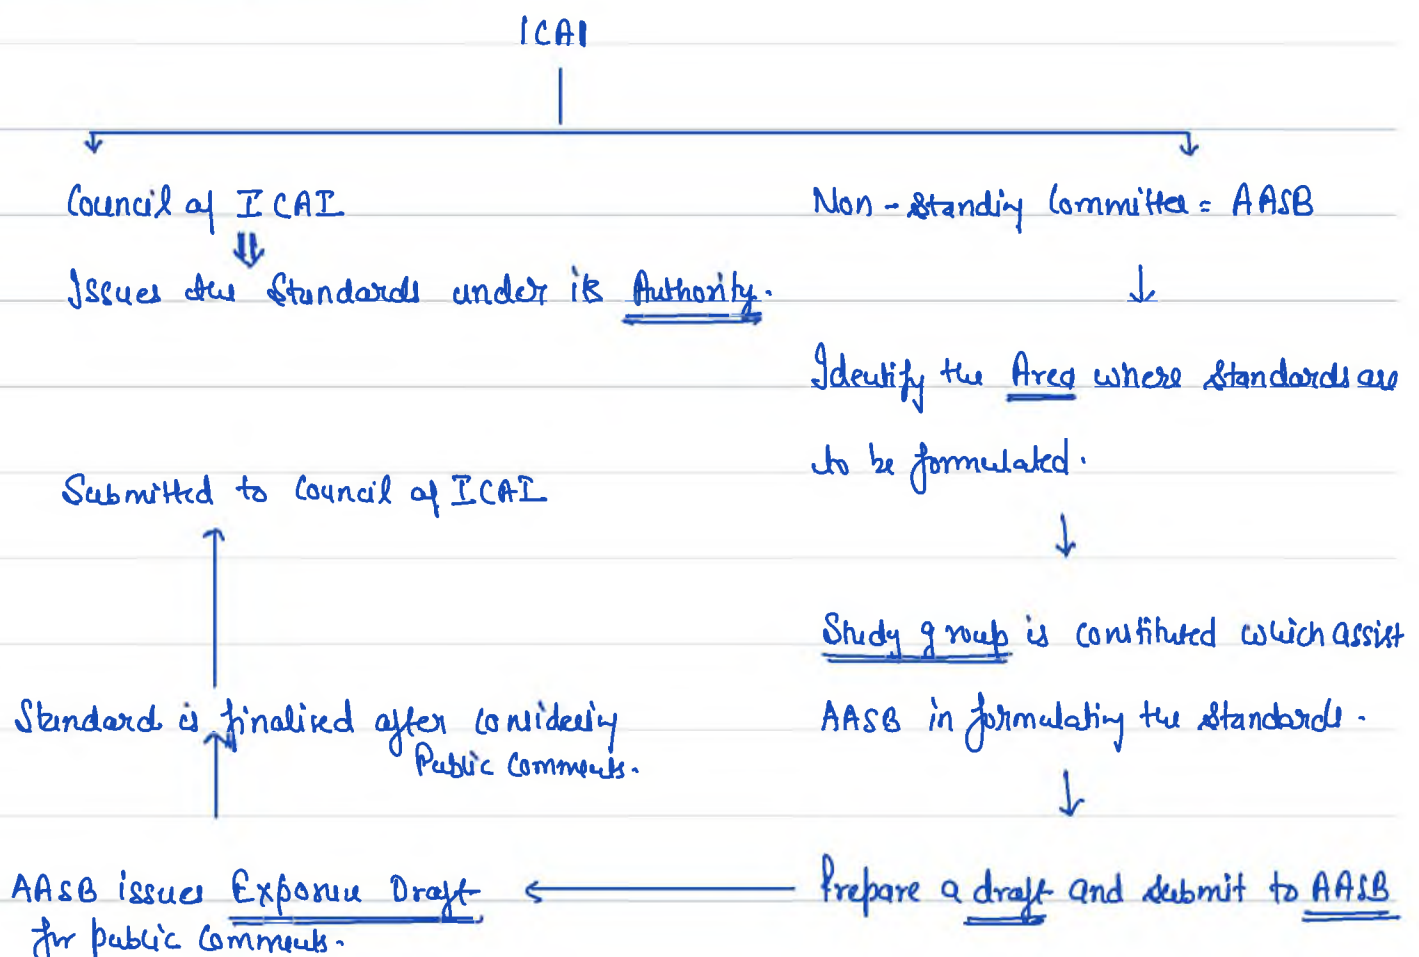 ICAI
Council of ICAI
Issues the Standards under its Authority.
Non-Standing Committee = AASB
Identify the Area where Standards are
to be formulated.
Study group is constituted which assist
AASB in formulating the Standards.
Prepare a draft and submit to AASB
AASB issues Exposure Draft
for public Comments.
Standard is finalised after considering
Public Comments.
Submitted to Council of ICAI